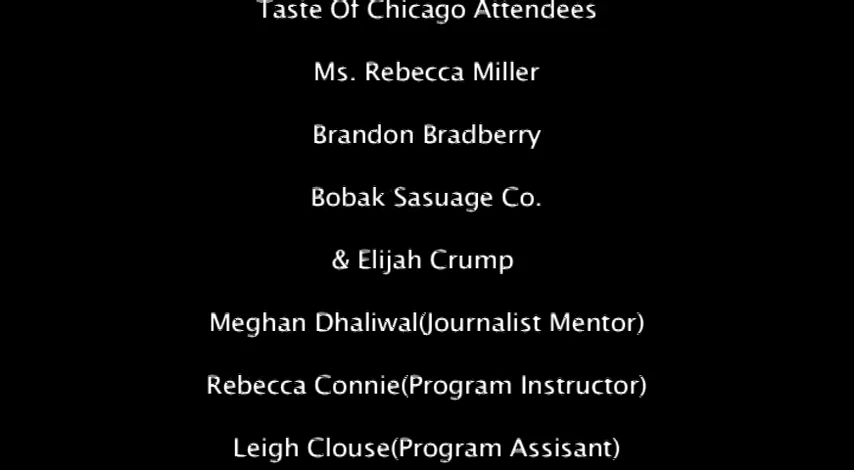 Taste Of Chicago Attendees
Ms. Rebecca Miller
Brandon Bradberry
Bobak Sasuage Co.
& Elijah Crump
Meghan Dhaliwal(Journalist Mentor)
Rebecca Connie(Program Instructor)
Leigh Clouse(Program Assisant)